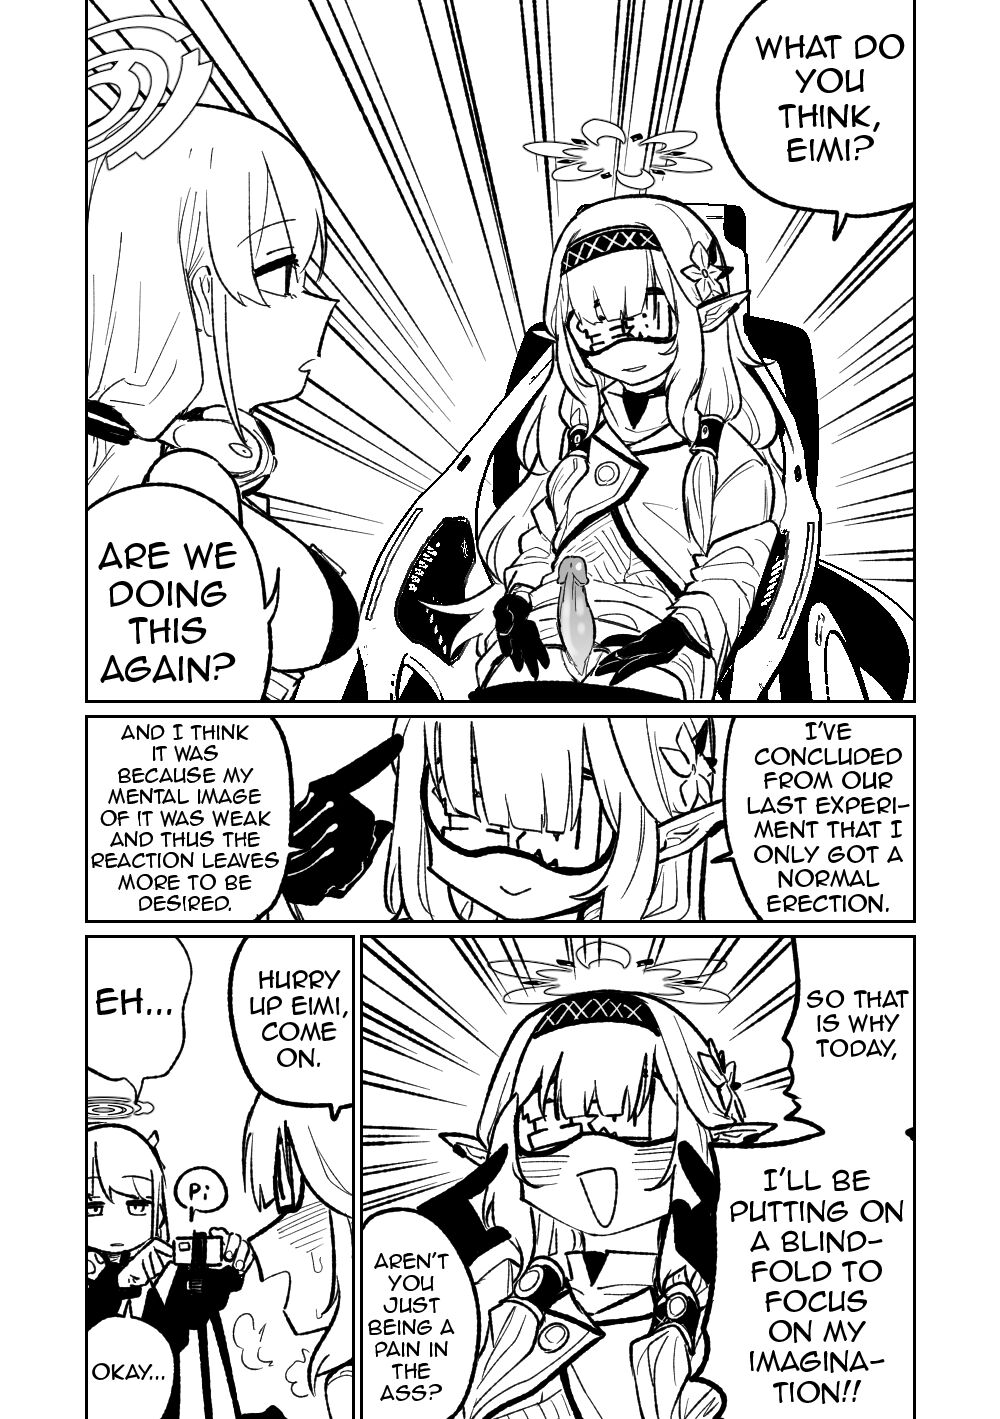 WHAT DO
YOU
THINK,
EIMI?
ARE WE
DOING
THIS
AGAIN?
I'VE
CONCLUDED
FROM OUR
LAST EXPERI-
MENT THAT I
ONLY GOT A
NORMAL
ERECTION.
AND I THINK
IT WAS
BECAUSE MY
MENTAL IMAGE
OF IT WAS WEAK
AND THUS THE
REACTION LEAVES
MORE TO BE
DESIRED.
SO THAT
IS WHY
TODAY,
I'LL BE
PUTTING ON
A BLIND-
FOLD TO
FOCUS
ON MY
IMAGINA-
TION!!
AREN'T
YOU
JUST
BEING A
PAIN IN
THE
ASS?
HURRY
UP EIMI,
COME
ON.
EH...
Pi
OKAY...